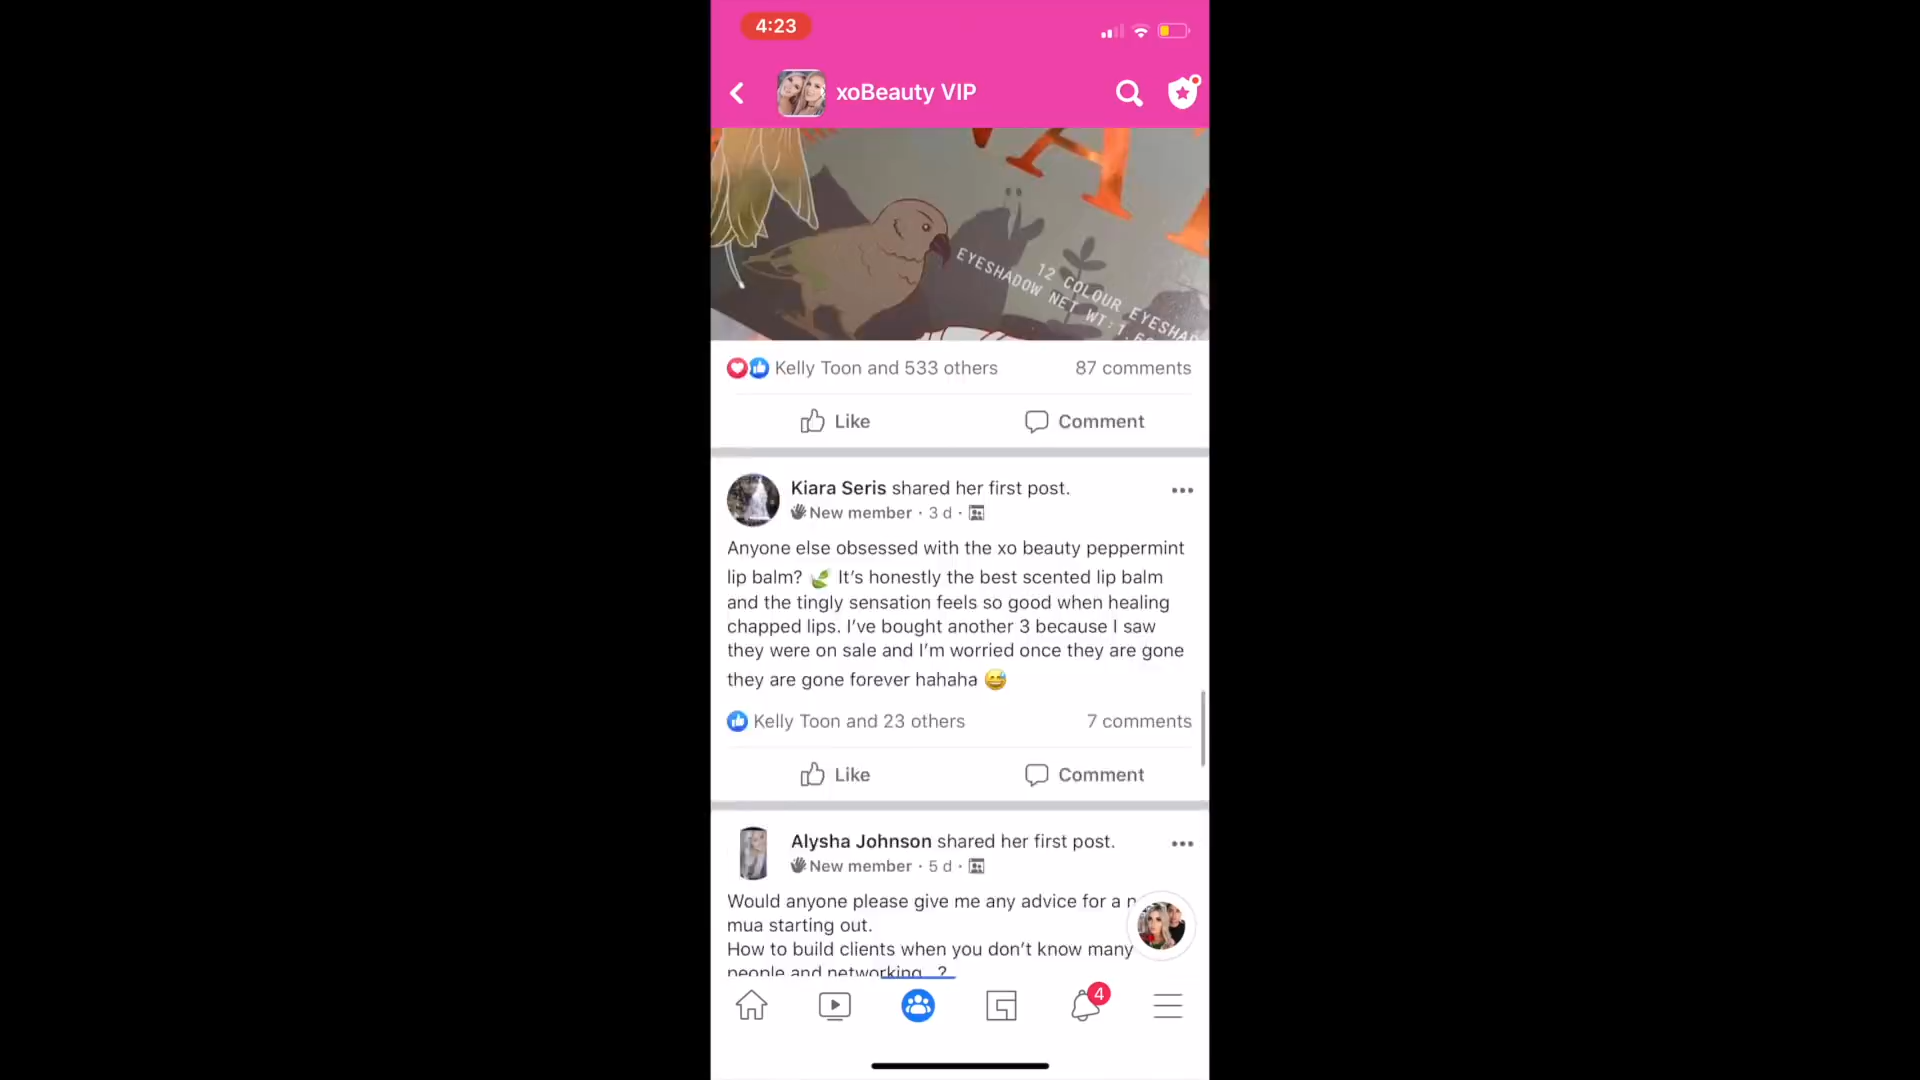 4:23
xoBeauty VIP
12 COLOUR EYESHAD
EYESHADOW NET WT:1.
Kelly Toon and 533 others
87 comments
Like
Comment
Kiara Seris shared her first post.
New member · 3 d ·
Anyone else obsessed with the xo beauty peppermint
lip balm? 🌿 It’s honestly the best scented lip balm
and the tingly sensation feels so good when healing
chapped lips. I’ve bought another 3 because I saw
they were on sale and I’m worried once they are gone
they are gone forever hahaha 😅
Kelly Toon and 23 others
7 comments
Like
Comment
Alysha Johnson shared her first post.
New member · 5 d ·
Would anyone please give me any advice for a n
mua starting out.
How to build clients when you don’t know many
people and networking...?
4